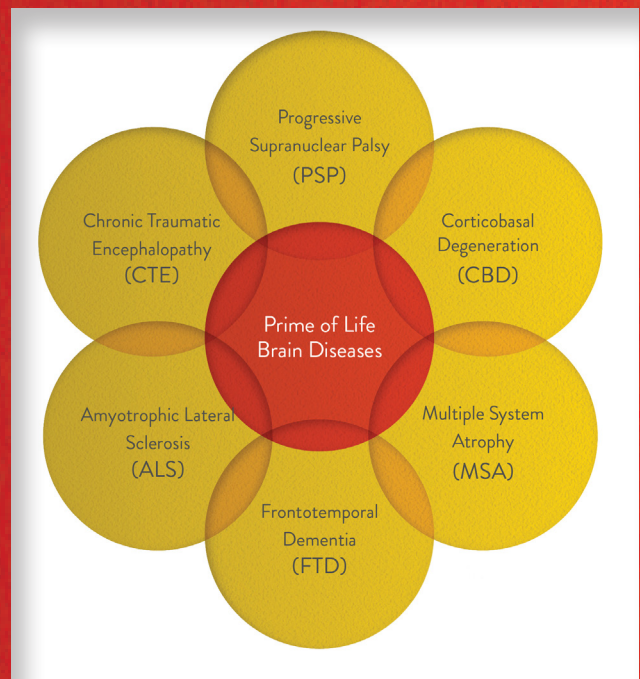 Progressive
Supranuclear Palsy
(PSP)
Chronic Traumatic
Encephalopathy
(CTE)
Corticobasal
Degeneration
(CBD)
Prime of Life
Brain Diseases
Amyotrophic Lateral
Sclerosis
(ALS)
Multiple System
Atrophy
(MSA)
Frontotemporal
Dementia
(FTD)